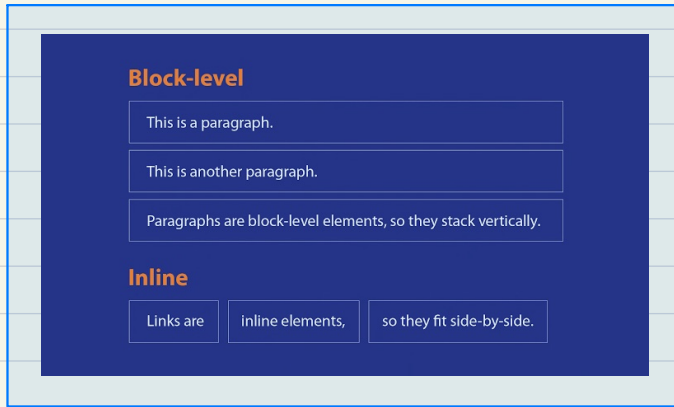 Block-level
This is a paragraph.
This is another paragraph.
Paragraphs are block-level elements, so they stack vertically.
Inline
Links are inline elements, so they fit side-by-side.